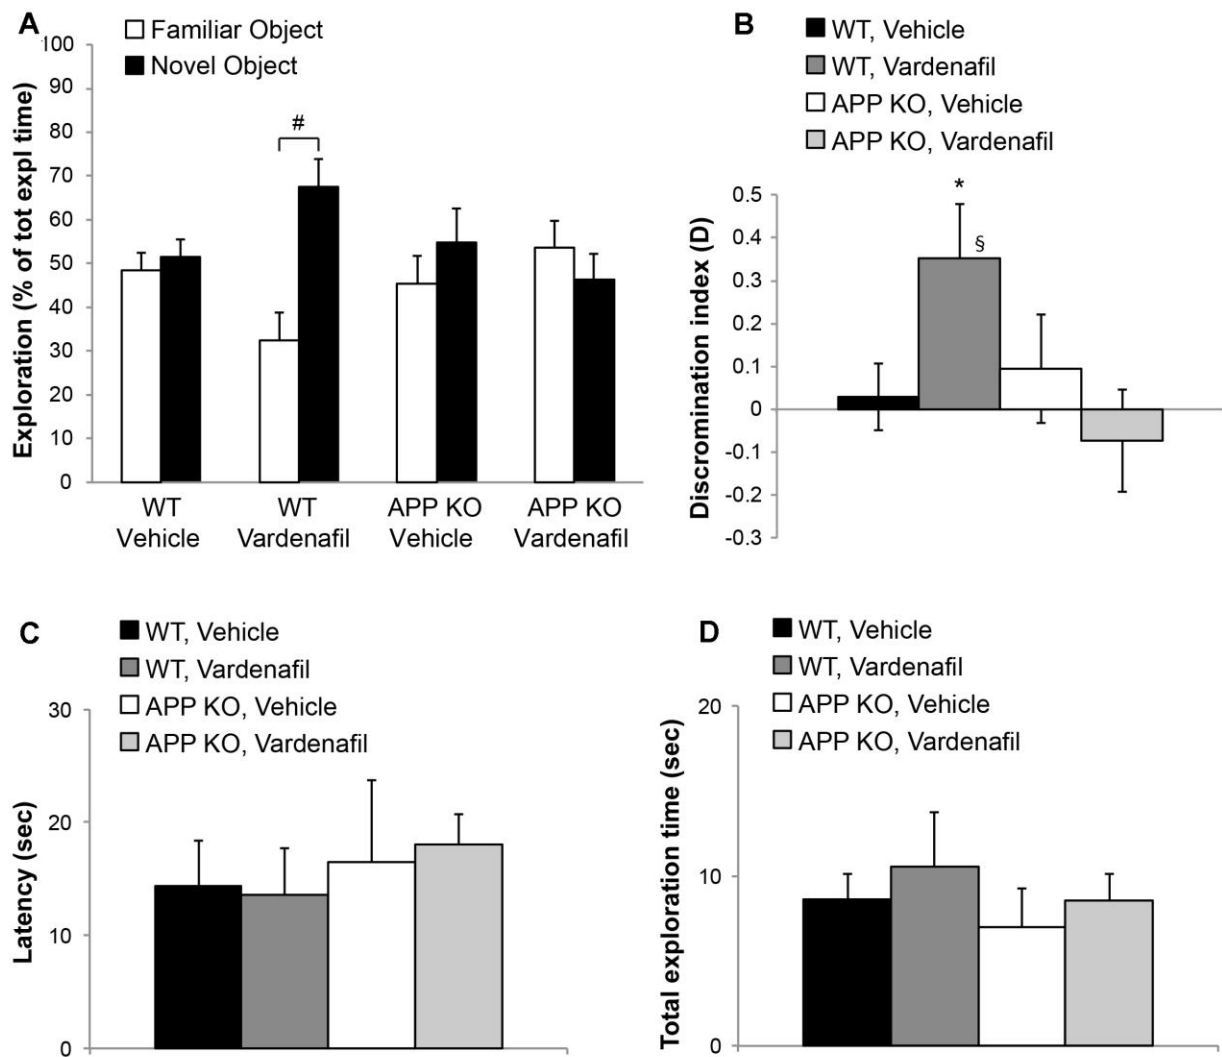 A
Familiar Object
Novel Object
Exploration (% of tot expl time)
100
90
80
70
60
50
40
30
20
10
0
#
WT
Vehicle
WT
Vardenafil
APP KO
Vehicle
APP KO
Vardenafil
B
WT, Vehicle
WT, Vardenafil
APP KO, Vehicle
APP KO, Vardenafil
Discromination index (D)
0.5
0.4
0.3
0.2
0.1
0
-0.1
-0.2
-0.3
*
§
C
WT, Vehicle
WT, Vardenafil
APP KO, Vehicle
APP KO, Vardenafil
Latency (sec)
30
20
10
0
D
WT, Vehicle
WT, Vardenafil
APP KO, Vehicle
APP KO, Vardenafil
Total exploration time (sec)
20
10
0